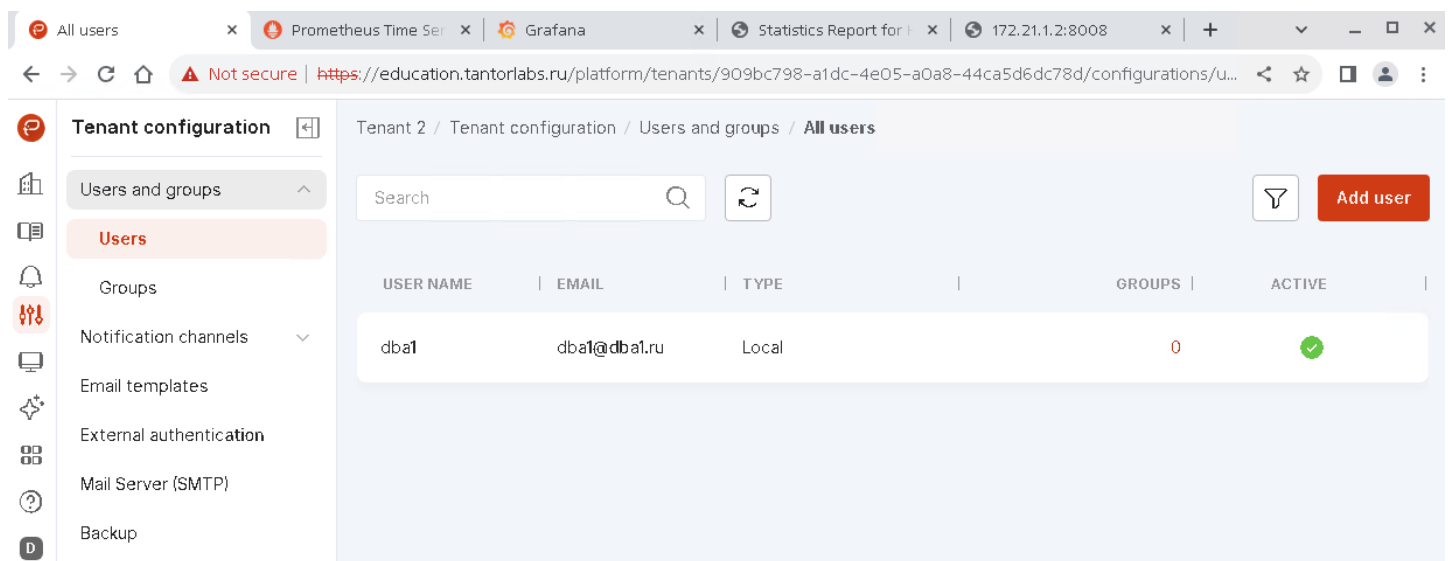 All users
Prometheus Time Ser
Grafana
Statistics Report for H
172.21.1.2:8008
Not secure | https://education.tantorlabs.ru/platform/tenants/909bc798-a1dc-4e05-a0a8-44ca5d6dc78d/configurations/u...
Tenant configuration
Tenant 2 / Tenant configuration / Users and groups / All users
Users and groups
Search
Add user
Users
USER NAME EMAIL TYPE GROUPS ACTIVE
Groups
Notification channels
dba1 dba1@dba1.ru Local 0
Email templates
External authentication
Mail Server (SMTP)
Backup
D